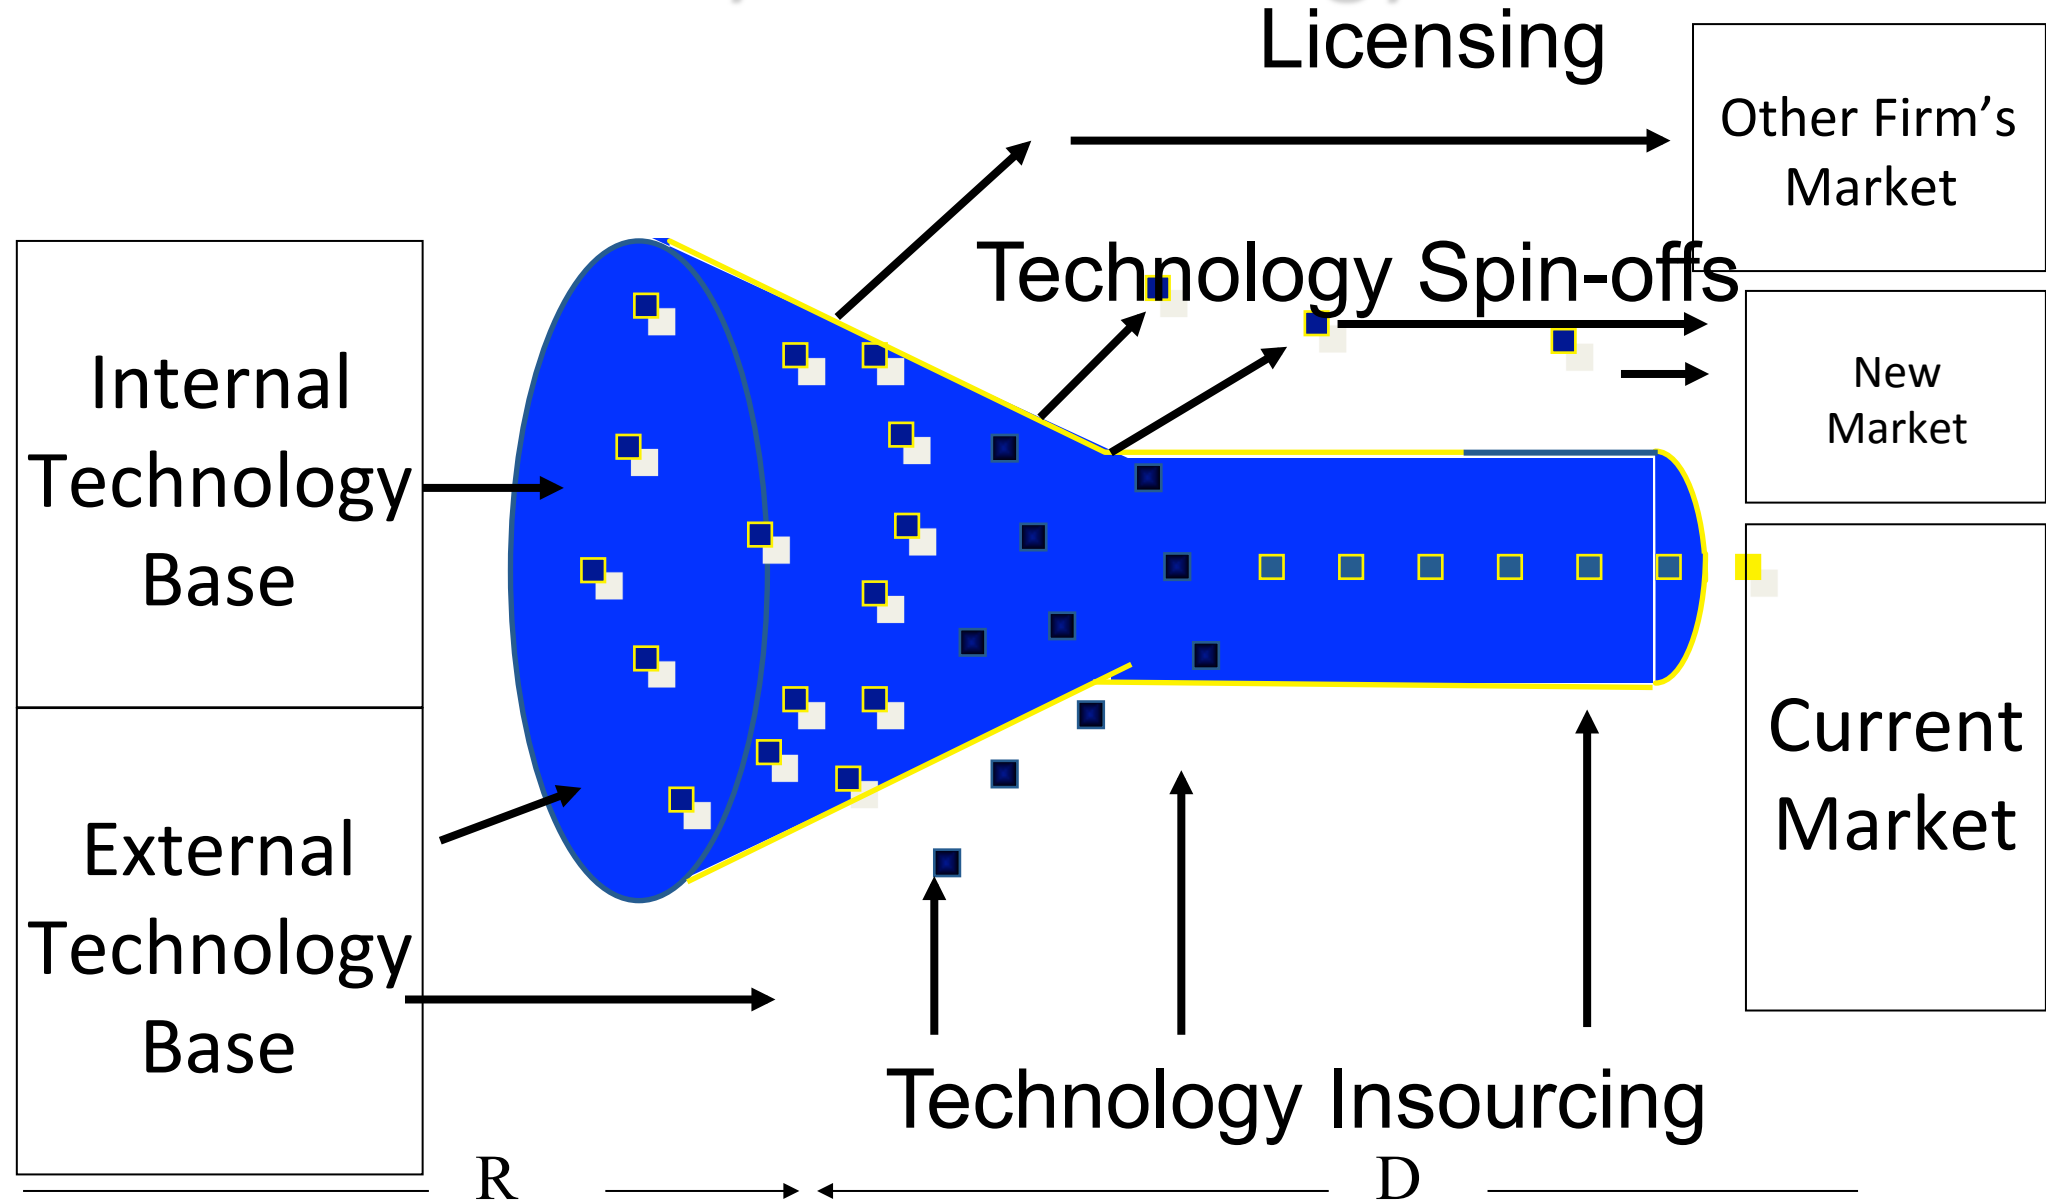 Licensing
Other Firm's
Market
Technology Spin-offs
New
Market
Internal
Technology
Base
Current
Market
External
Technology
Base
Technology Insourcing
R
D